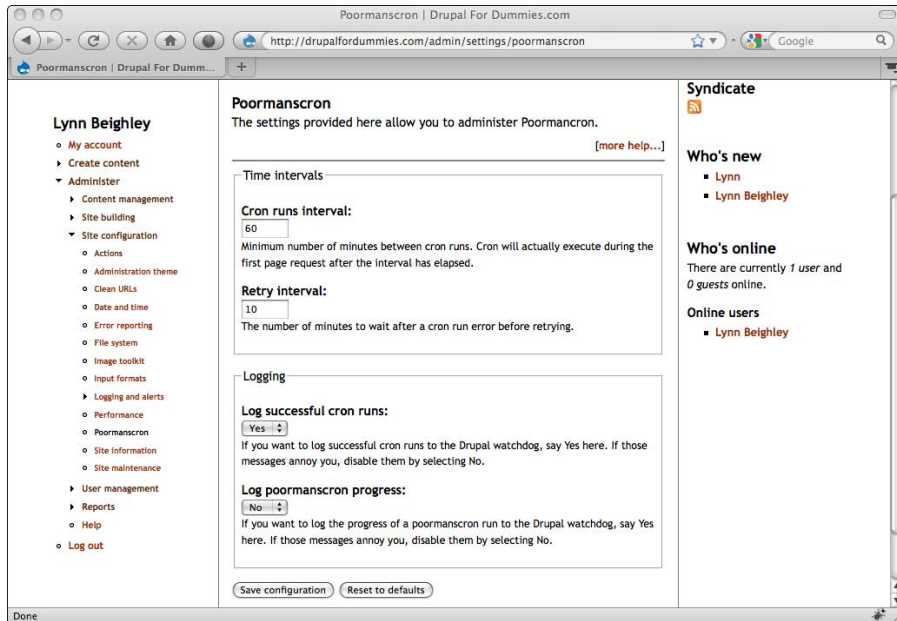 Poormanscron | Drupal For Dummies.com
http://drupalfordummies.com/admin/settings/poormanscron
Google
Poormanscron | Drupal For Dumm...
Lynn Beighley
My account
Create content
Administer
Content management
Site building
Site configuration
Actions
Administration theme
Clean URLs
Date and time
Error reporting
File system
Image toolkit
Input formats
Logging and alerts
Performance
Poormanscron
Site information
Site maintenance
User management
Reports
Help
Log out
Poormanscron
The settings provided here allow you to administer Poormancron.
[more help...]
Time intervals
Cron runs interval:
60
Minimum number of minutes between cron runs. Cron will actually execute during the
first page request after the interval has elapsed.
Retry interval:
10
The number of minutes to wait after a cron run error before retrying.
Logging
Log successful cron runs:
Yes
If you want to log successful cron runs to the Drupal watchdog, say Yes here. If those
messages annoy you, disable them by selecting No.
Log poormanscron progress:
No
If you want to log the progress of a poormanscron run to the Drupal watchdog, say Yes
here. If those messages annoy you, disable them by selecting No.
Save configuration
Reset to defaults
Syndicate
Who's new
Lynn
Lynn Beighley
Who's online
There are currently 1 user and
0 guests online.
Online users
Lynn Beighley
Done